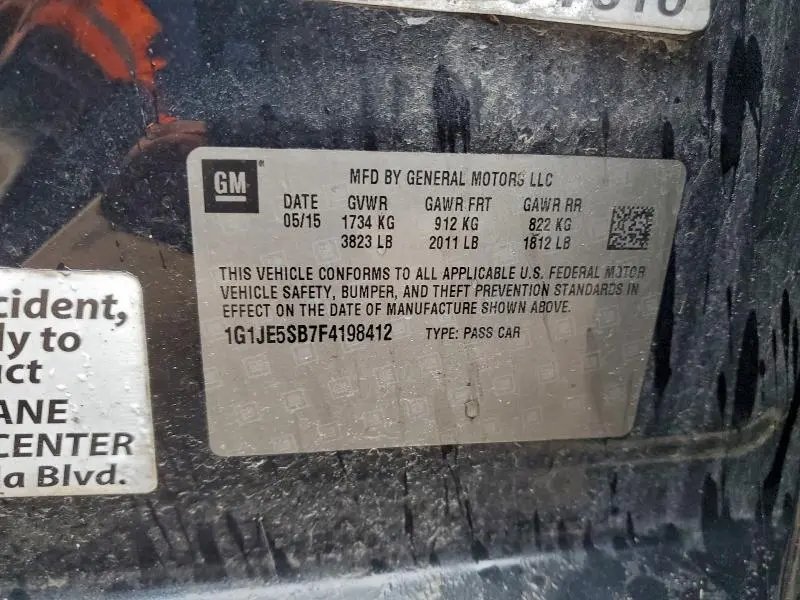 GM
MFD BY GENERAL MOTORS LLC
DATE GVWR GAWR FRT GAWR RR
05/15 1734 KG 912 KG 822 KG
3823 LB 2011 LB 1812 LB
THIS VEHICLE CONFORMS TO ALL APPLICABLE U.S. FEDERAL MOTOR
VEHICLE SAFETY, BUMPER, AND THEFT PREVENTION STANDARDS IN
EFFECT ON THE DATE OF MANUFACTURE SHOWN ABOVE.
1G1JE5SB7F4198412 TYPE: PASS CAR
cident,
ly to
act
ANE
CENTER
la Blvd.